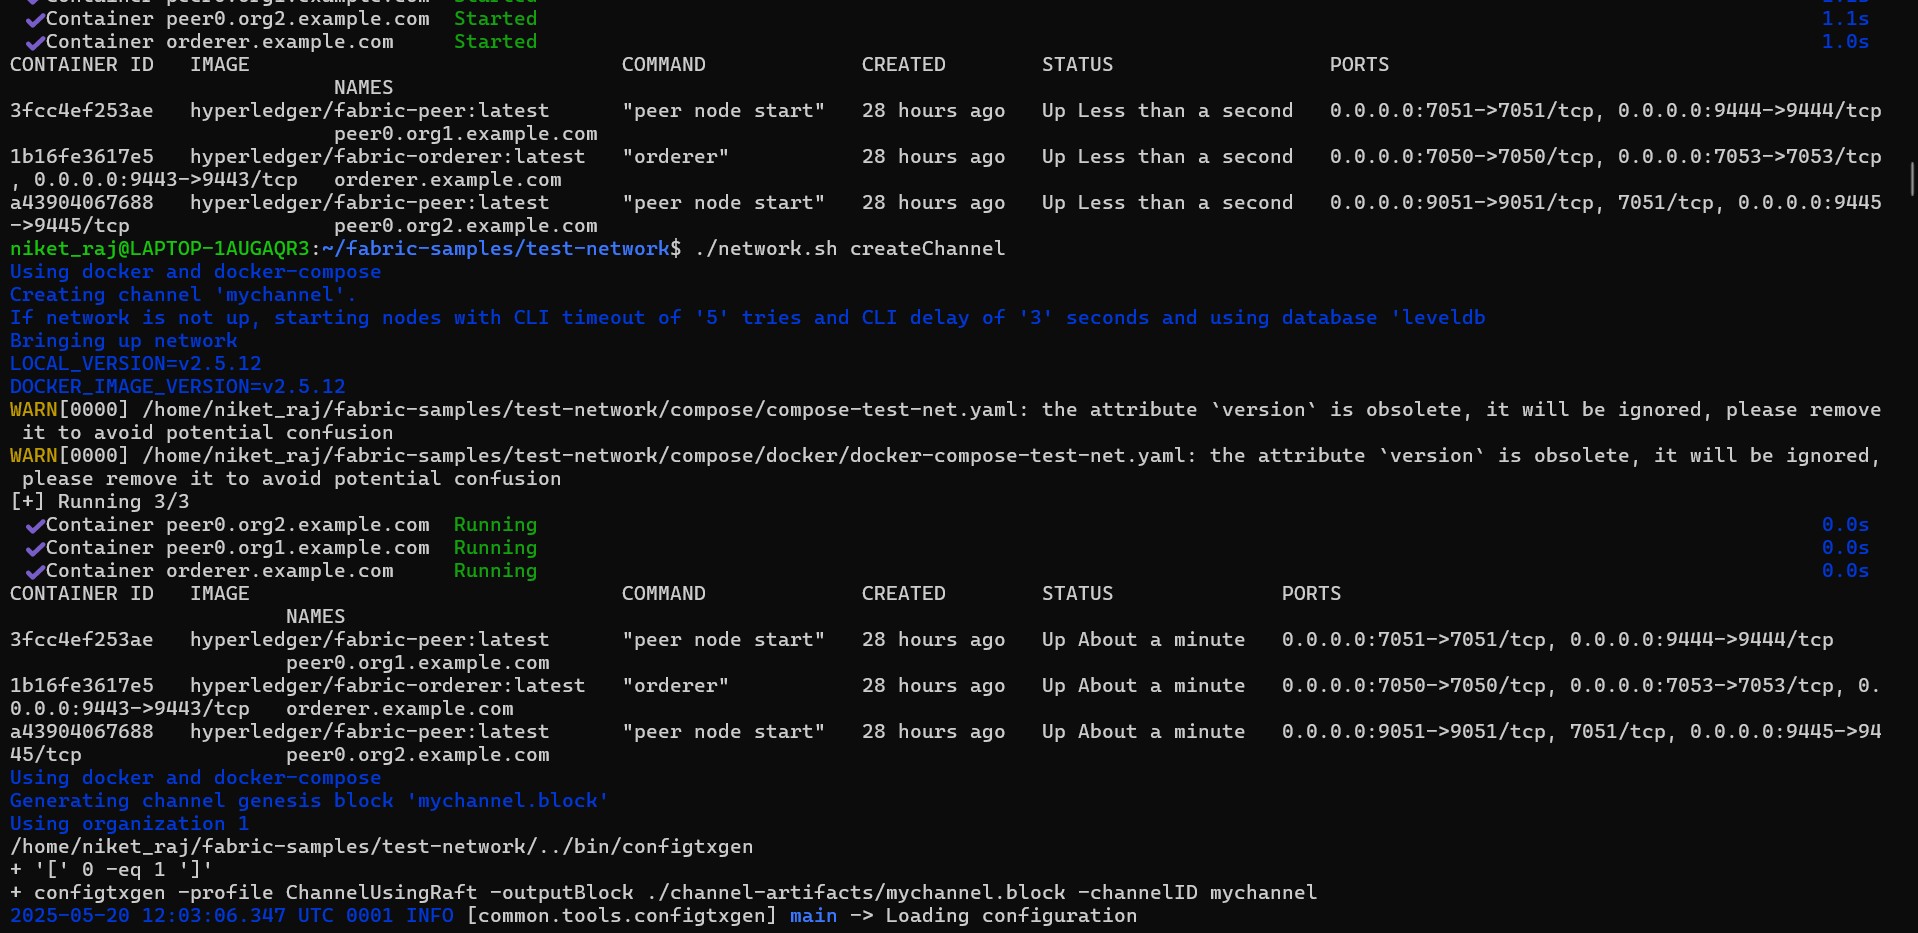 ✔Container peer0.org2.example.com  Started  1.1s
✔Container orderer.example.com     Started  1.0s
CONTAINER ID   IMAGE                               COMMAND             CREATED        STATUS                  PORTS
                           NAMES
3fcc4ef253ae   hyperledger/fabric-peer:latest      "peer node start"   28 hours ago   Up Less than a second   0.0.0.0:7051->7051/tcp, 0.0.0.0:9444->9444/tcp
                           peer0.org1.example.com
1b16fe3617e5   hyperledger/fabric-orderer:latest   "orderer"           28 hours ago   Up Less than a second   0.0.0.0:7050->7050/tcp, 0.0.0.0:7053->7053/tcp
, 0.0.0.0:9443->9443/tcp   orderer.example.com
a43904067688   hyperledger/fabric-peer:latest      "peer node start"   28 hours ago   Up Less than a second   0.0.0.0:9051->9051/tcp, 7051/tcp, 0.0.0.0:9445
->9445/tcp                 peer0.org2.example.com
niket_raj@LAPTOP-1AUGAQR3:~/fabric-samples/test-network$ ./network.sh createChannel
Using docker and docker-compose
Creating channel 'mychannel'.
If network is not up, starting nodes with CLI timeout of '5' tries and CLI delay of '3' seconds and using database 'leveldb
Bringing up network
LOCAL_VERSION=v2.5.12
DOCKER_IMAGE_VERSION=v2.5.12
WARN[0000] /home/niket_raj/fabric-samples/test-network/compose/compose-test-net.yaml: the attribute `version` is obsolete, it will be ignored, please remove
 it to avoid potential confusion
WARN[0000] /home/niket_raj/fabric-samples/test-network/compose/docker/docker-compose-test-net.yaml: the attribute `version` is obsolete, it will be ignored,
 please remove it to avoid potential confusion
[+] Running 3/3
✔Container peer0.org2.example.com  Running  0.0s
✔Container peer0.org1.example.com  Running  0.0s
✔Container orderer.example.com     Running  0.0s
CONTAINER ID   IMAGE                               COMMAND             CREATED        STATUS              PORTS
                       NAMES
3fcc4ef253ae   hyperledger/fabric-peer:latest      "peer node start"   28 hours ago   Up About a minute   0.0.0.0:7051->7051/tcp, 0.0.0.0:9444->9444/tcp
                       peer0.org1.example.com
1b16fe3617e5   hyperledger/fabric-orderer:latest   "orderer"           28 hours ago   Up About a minute   0.0.0.0:7050->7050/tcp, 0.0.0.0:7053->7053/tcp, 0.
0.0.0:9443->9443/tcp   orderer.example.com
a43904067688   hyperledger/fabric-peer:latest      "peer node start"   28 hours ago   Up About a minute   0.0.0.0:9051->9051/tcp, 7051/tcp, 0.0.0.0:9445->94
45/tcp                 peer0.org2.example.com
Using docker and docker-compose
Generating channel genesis block 'mychannel.block'
Using organization 1
/home/niket_raj/fabric-samples/test-network/../bin/configtxgen
+ '[' 0 -eq 1 ']'
+ configtxgen -profile ChannelUsingRaft -outputBlock ./channel-artifacts/mychannel.block -channelID mychannel
2025-05-20 12:03:06.347 UTC 0001 INFO [common.tools.configtxgen] main -> Loading configuration